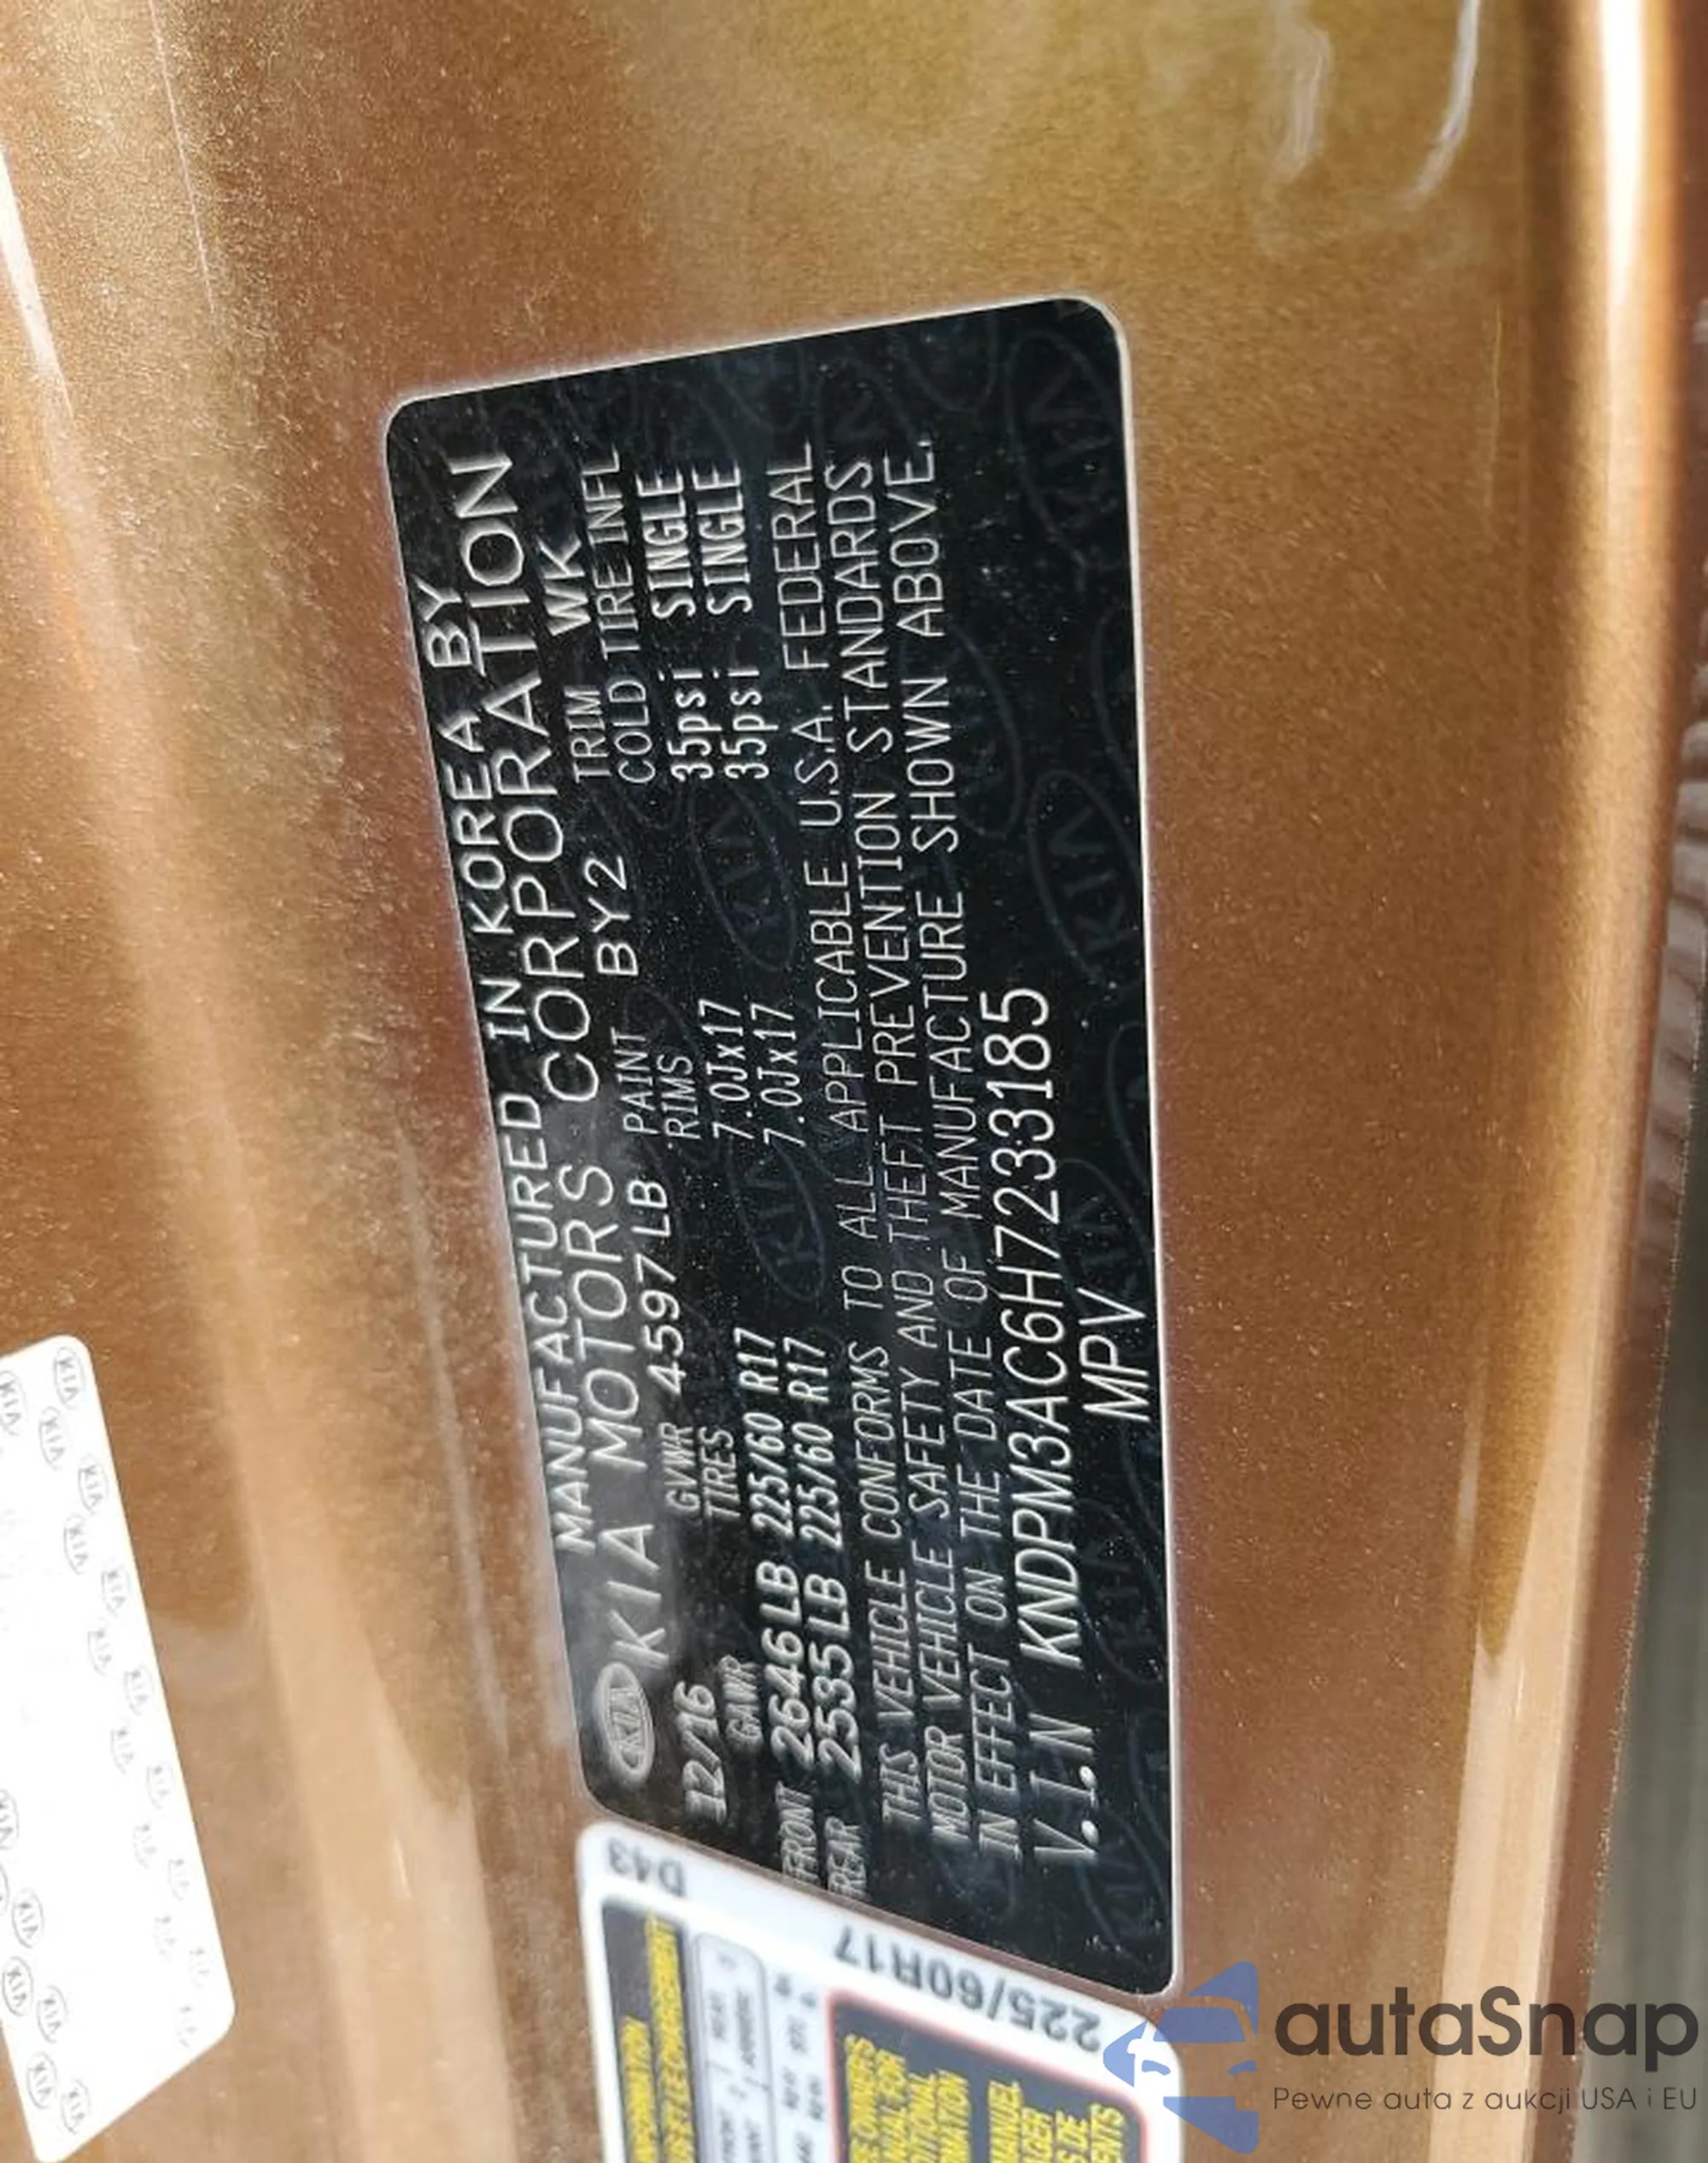 MANUFACTURED IN KOREA BY
KIA KIA MOTORS CORPORATION
12/16 GVWR 4597LB PAINT BY2 TRIM WK
GAWR TIRES RIMS COLD TIRE INFL
FRONT 2646LB 225/60 R17 7.0Jx17 35psi SINGLE
REAR 2535LB 225/60 R17 7.0Jx17 35psi SINGLE
THIS VEHICLE CONFORMS TO ALL APPLICABLE U.S.A. FEDERAL
MOTOR VEHICLE SAFETY AND THEFT PREVENTION STANDARDS
IN EFFECT ON THE DATE OF MANUFACTURE SHOWN ABOVE.
V.I.N KNDPM3AC6H7233185
MPV
D43
225/60R17
autaSnap
Pewne auta z aukcji USA i EU